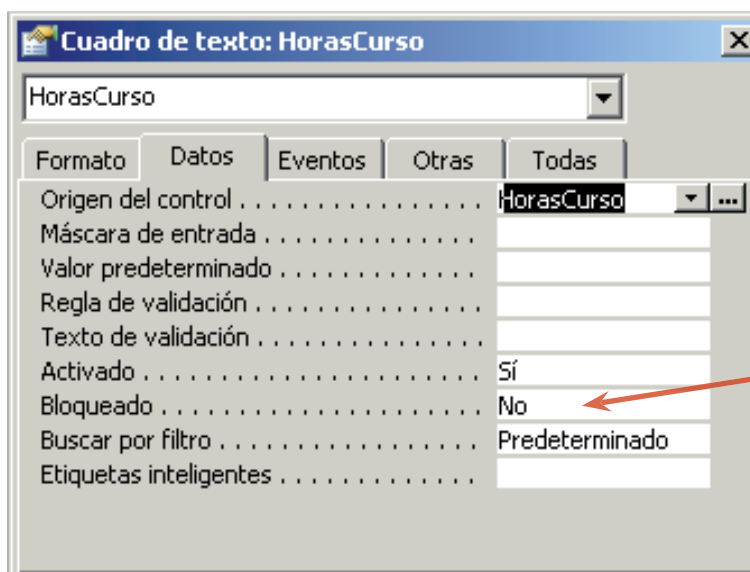 Cuadro de texto: HorasCurso
HorasCurso
Formato Datos Eventos Otras Todas
Origen del control . . . . . . . . . . . . . . . . . HorasCurso ...
Máscara de entrada . . . . . . . . . . . . . . .
Valor predeterminado . . . . . . . . . . . . . .
Regla de validación . . . . . . . . . . . . . . . .
Texto de validación . . . . . . . . . . . . . . . .
Activado . . . . . . . . . . . . . . . . . . . . . . . . Sí
Bloqueado . . . . . . . . . . . . . . . . . . . . . . No
Buscar por filtro . . . . . . . . . . . . . . . . . . Predeterminado
Etiquetas inteligentes . . . . . . . . . . . . . .